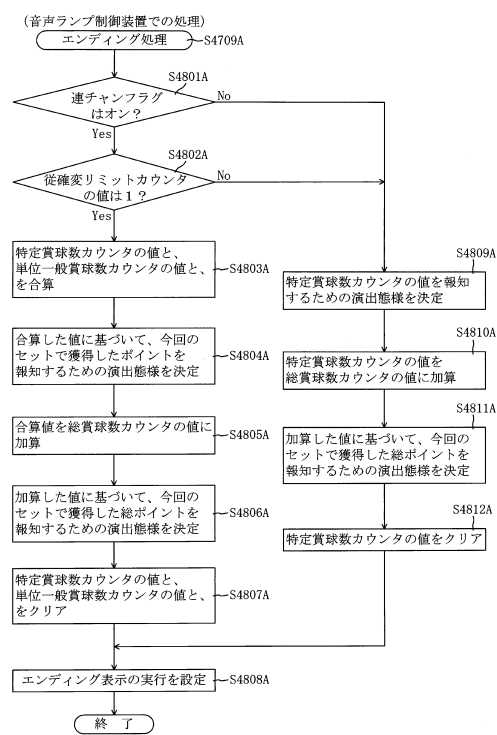 （音声ランプ制御装置での処理）
エンディング処理
S4709A
S4801A
連チャンフラグ
はオン？
No
Yes
S4802A
従確変リミットカウンタ
の値は１？
No
Yes
特定賞球数カウンタの値と、
単位一般賞球数カウンタの値と、
を合算
S4803A
合算した値に基づいて、今回の
セットで獲得したポイントを
報知するための演出態様を決定
S4804A
合算値を総賞球数カウンタの値に
加算
S4805A
加算した値に基づいて、今回の
セットで獲得した総ポイントを
報知するための演出態様を決定
S4806A
特定賞球数カウンタの値と、
単位一般賞球数カウンタの値と、
をクリア
S4807A
S4809A
特定賞球数カウンタの値を報知
するための演出態様を決定
S4810A
特定賞球数カウンタの値を
総賞球数カウンタの値に加算
S4811A
加算した値に基づいて、今回の
セットで獲得した総ポイントを
報知するための演出態様を決定
S4812A
特定賞球数カウンタの値をクリア
エンディング表示の実行を設定
S4808A
終 了